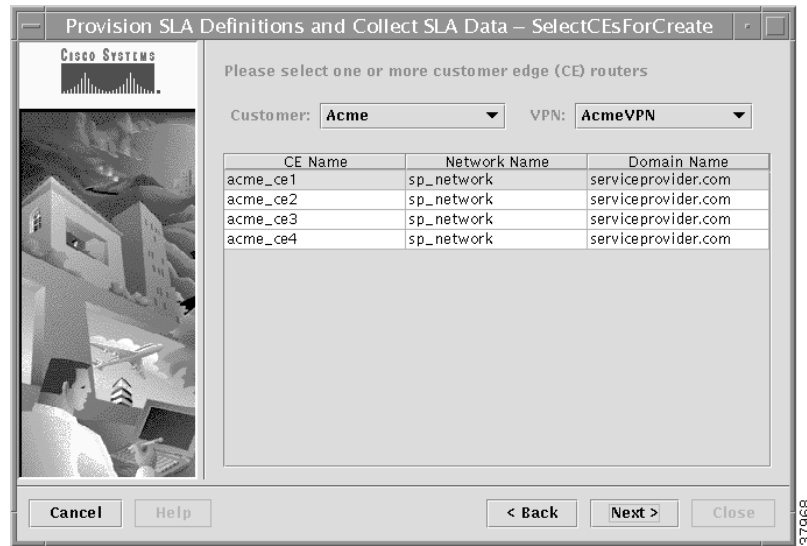 Provision SLA Definitions and Collect SLA Data – SelectCEsForCreate
CISCO SYSTEMS
Please select one or more customer edge (CE) routers
Customer: Acme VPN: AcmeVPN
CE Name Network Name Domain Name
acme_ce1 sp_network serviceprovider.com
acme_ce2 sp_network serviceprovider.com
acme_ce3 sp_network serviceprovider.com
acme_ce4 sp_network serviceprovider.com
Cancel Help < Back Next > Close
37968